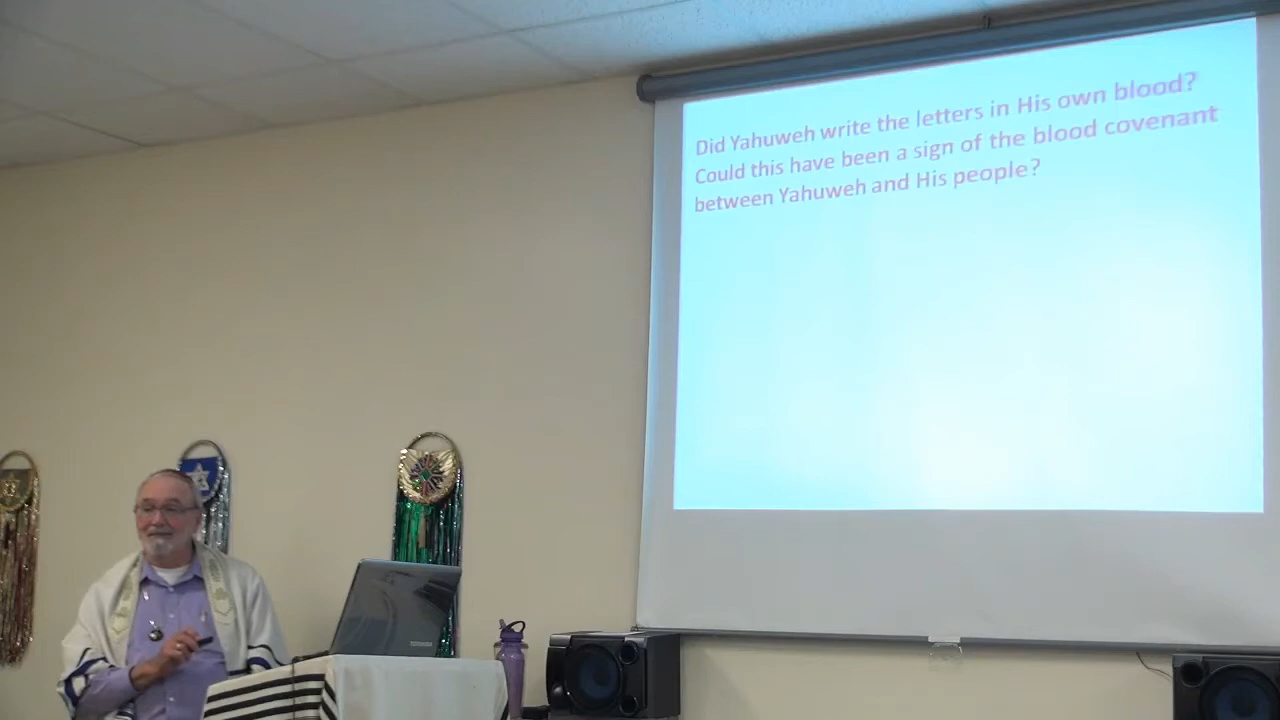 Did Yahuweh write the letters in His own blood?
Could this have been a sign of the blood covenant
between Yahuweh and His people?